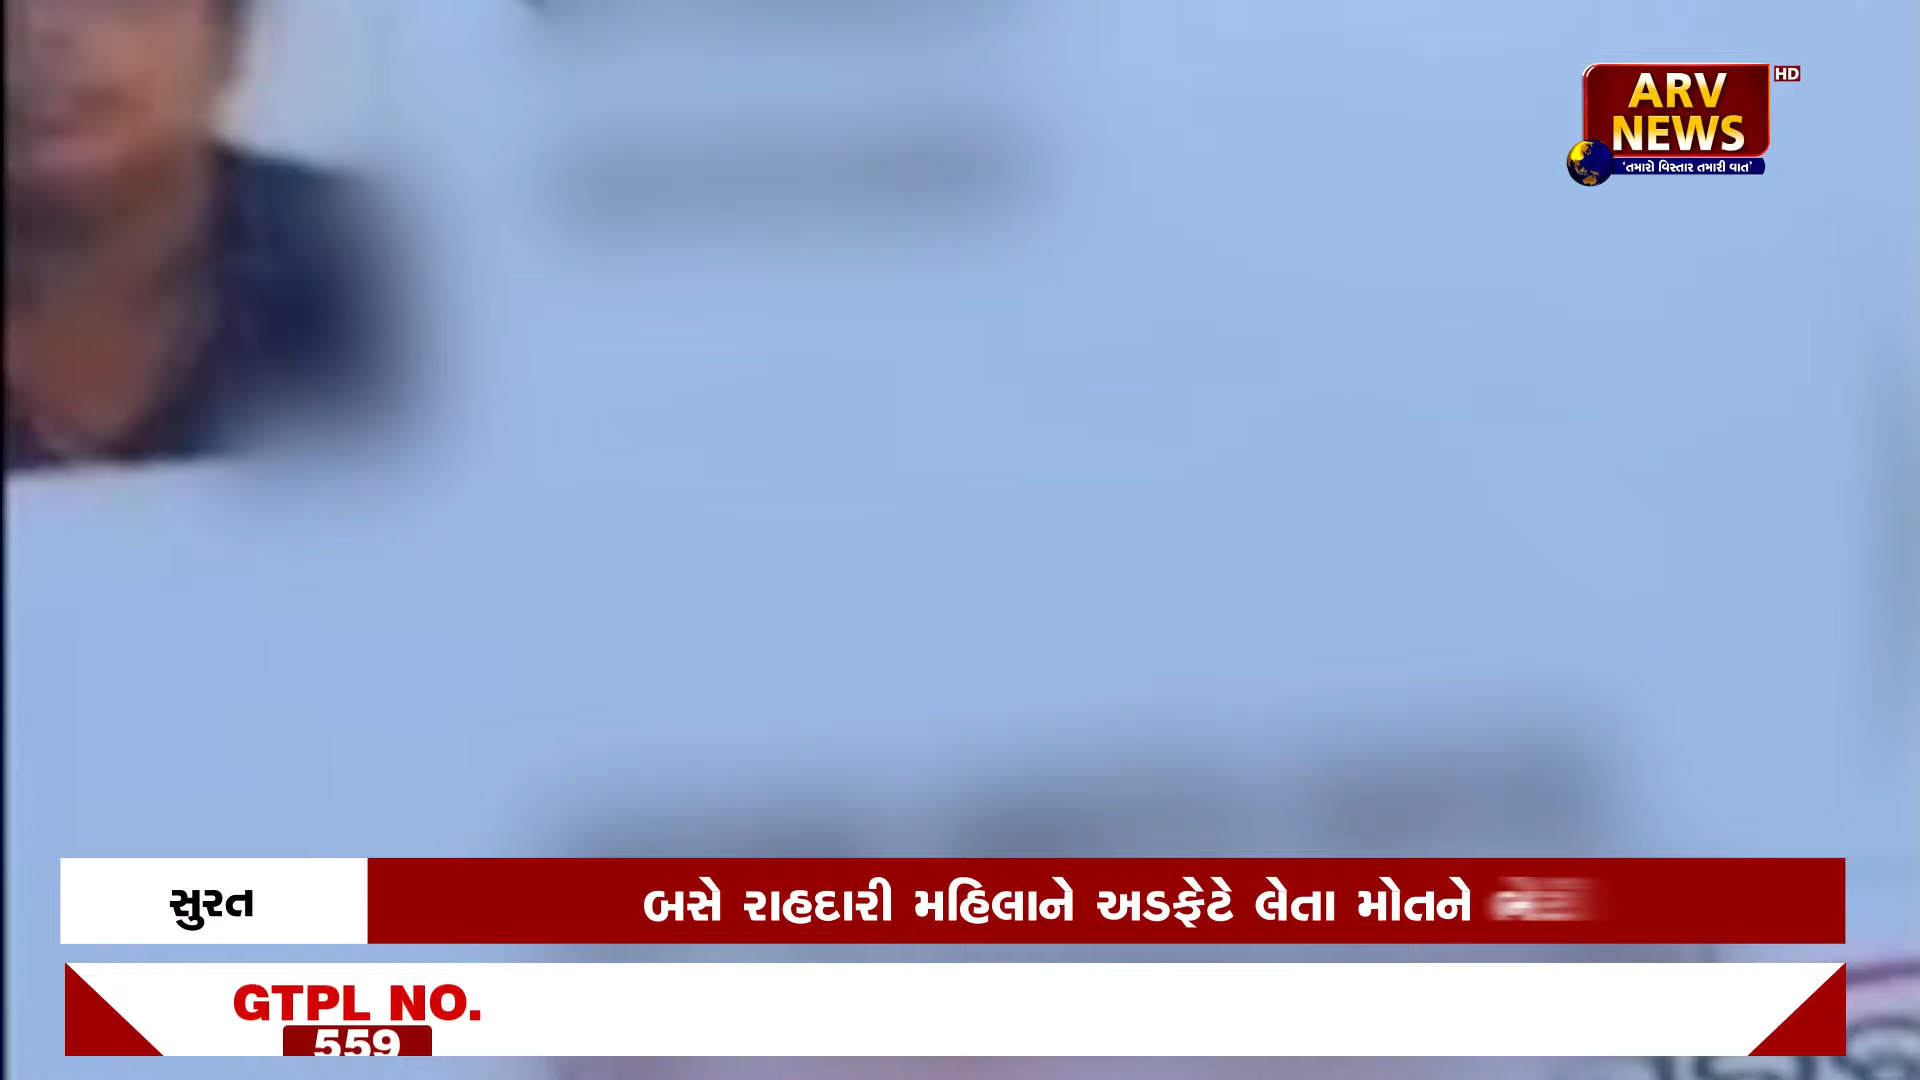 ARV
HD
NEWS
'તમારો વિસ્તાર તમારી વાત'
સુરત
બસે રાહદારી મહિલાને અડફેટે લેતા મોતને
GTPL NO.
559